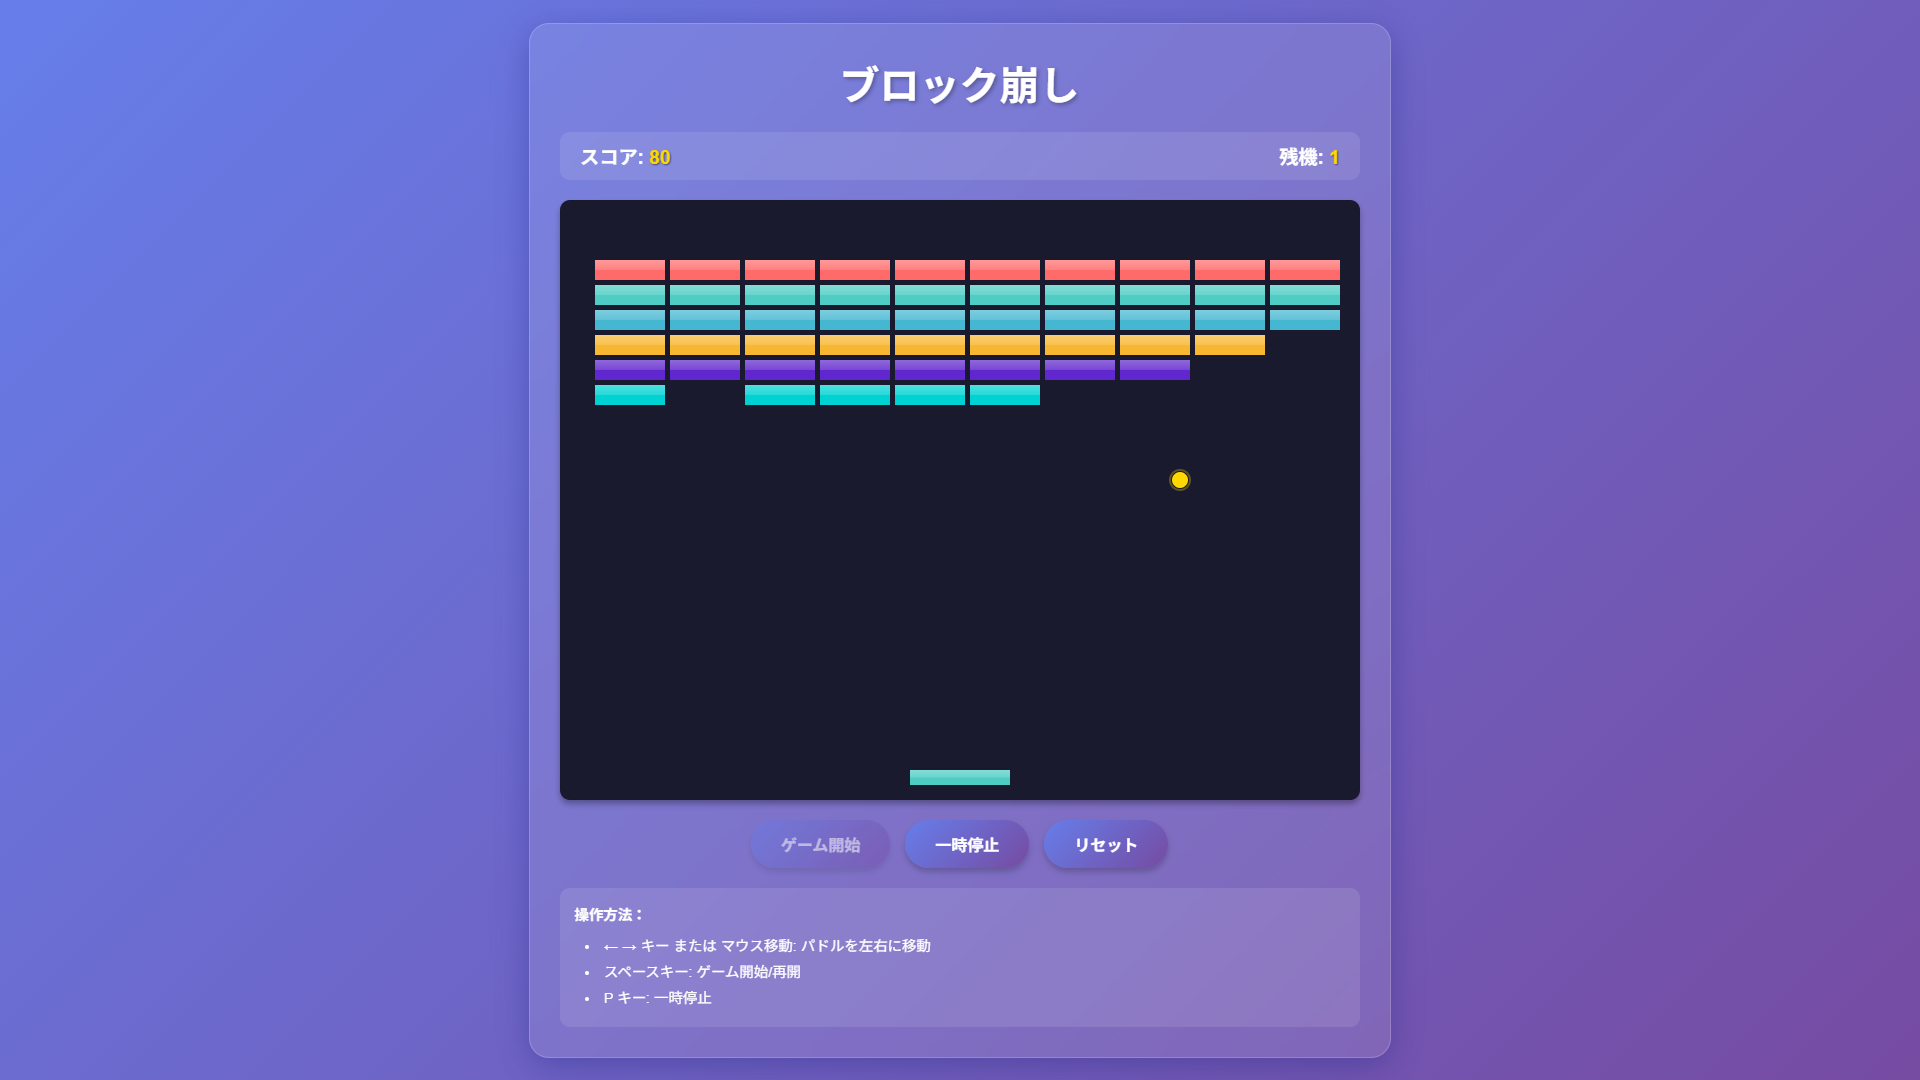 ブロック崩し
スコア: 80
残機: 1
ゲーム開始
一時停止
リセット
操作方法：
← → キー または マウス移動: パドルを左右に移動
スペースキー: ゲーム開始/再開
P キー: 一時停止